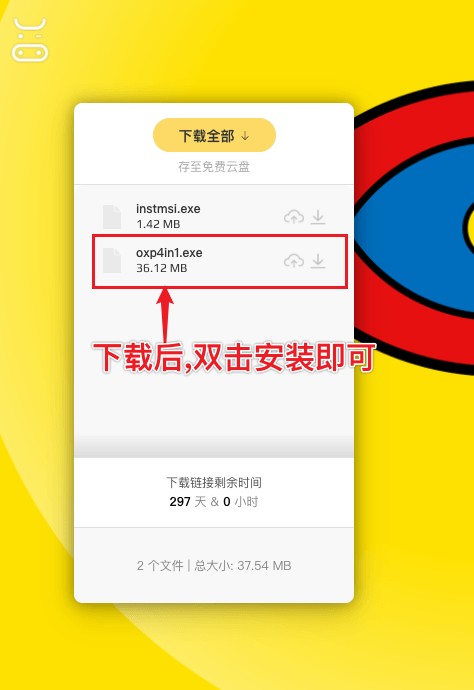 下载全部 ↓
存至免费云盘
instmsi.exe
1.42 MB
oxp4in1.exe
36.12 MB
下载后,双击安装即可
下载链接剩余时间
297 天 & 0 小时
2 个文件 | 总大小: 37.54 MB